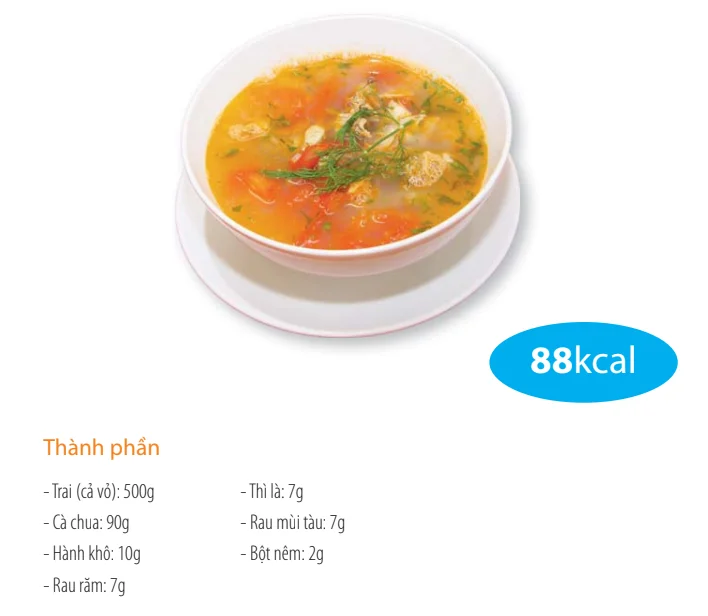 88kcal
Thành phần
- Trai (cả vỏ): 500g
- Cà chua: 90g
- Hành khô: 10g
- Rau răm: 7g
- Thì là: 7g
- Rau mùi tàu: 7g
- Bột nêm: 2g